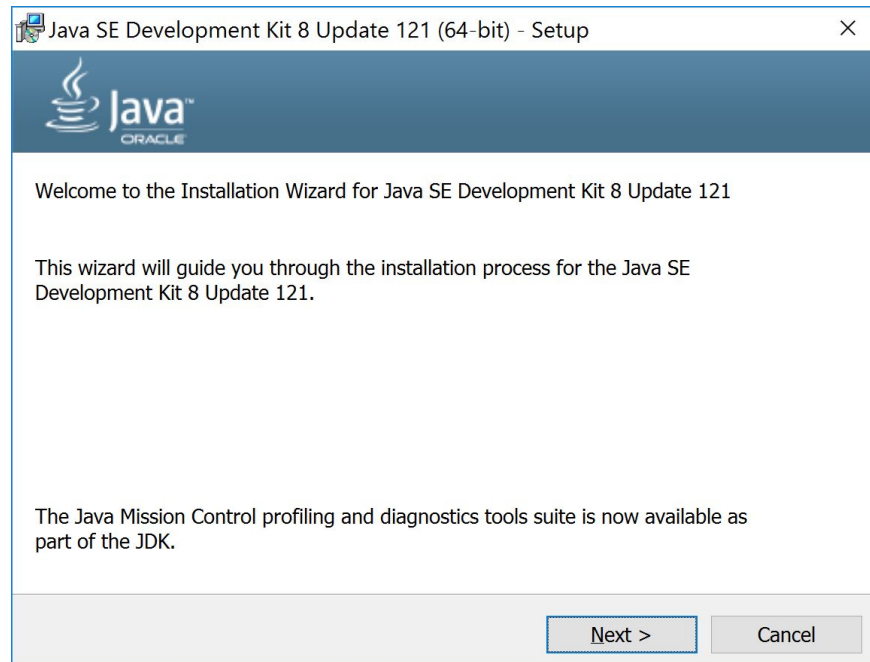 Java SE Development Kit 8 Update 121 (64-bit) - Setup
Java™
ORACLE
Welcome to the Installation Wizard for Java SE Development Kit 8 Update 121
This wizard will guide you through the installation process for the Java SE
Development Kit 8 Update 121.
The Java Mission Control profiling and diagnostics tools suite is now available as
part of the JDK.
Next >
Cancel